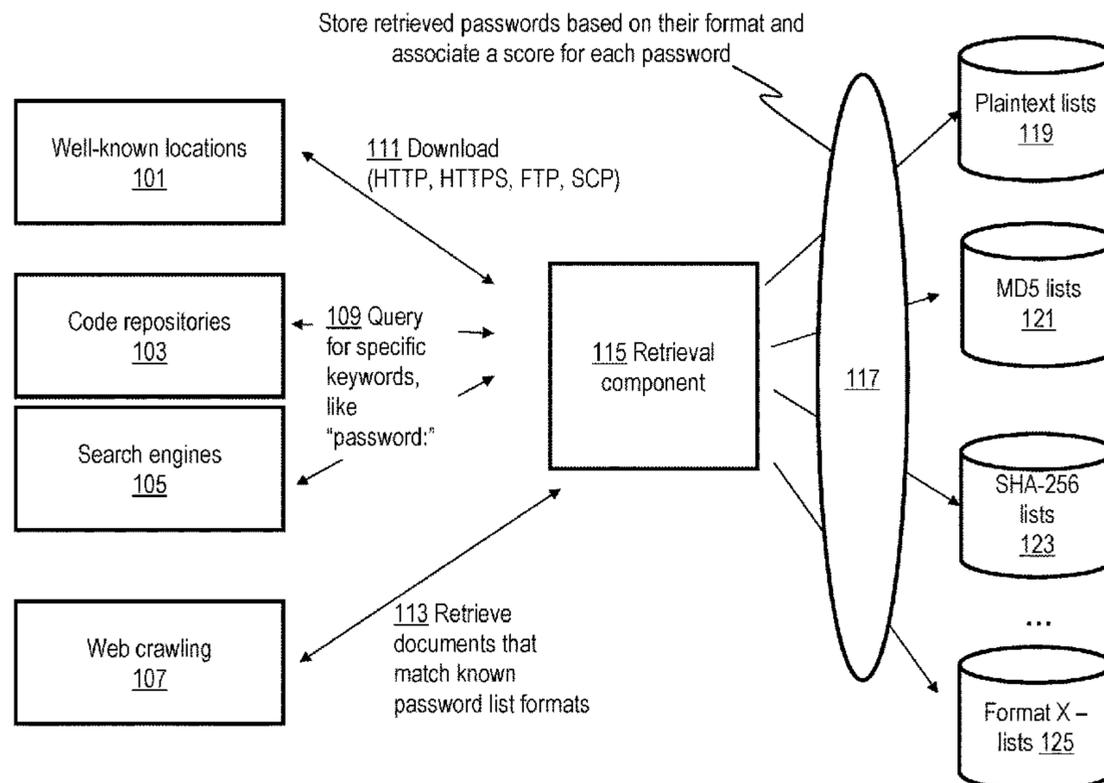 Store retrieved passwords based on their format and
associate a score for each password
Well-known locations
101
111 Download
(HTTP, HTTPS, FTP, SCP)
Code repositories
103
109 Query
for specific
keywords,
like
“password:”
Search engines
105
Web crawling
107
113 Retrieve
documents that
match known
password list formats
115 Retrieval
component
117
Plaintext lists
119
MD5 lists
121
SHA-256
lists
123
...
Format X –
lists 125